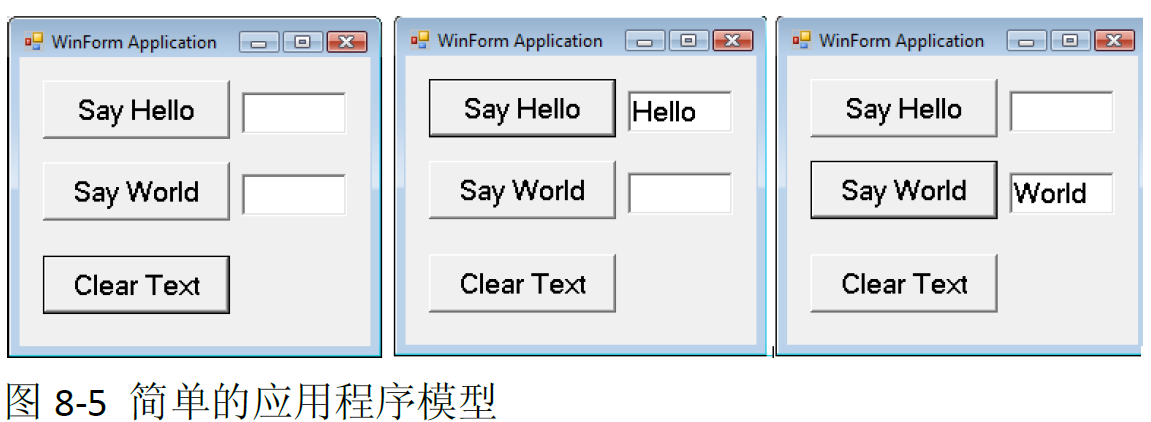 WinForm Application
Say Hello
Say World
Clear Text
WinForm Application
Say Hello Hello
Say World
Clear Text
WinForm Application
Say Hello
Say World World
Clear Text
图 8-5 简单的应用程序模型